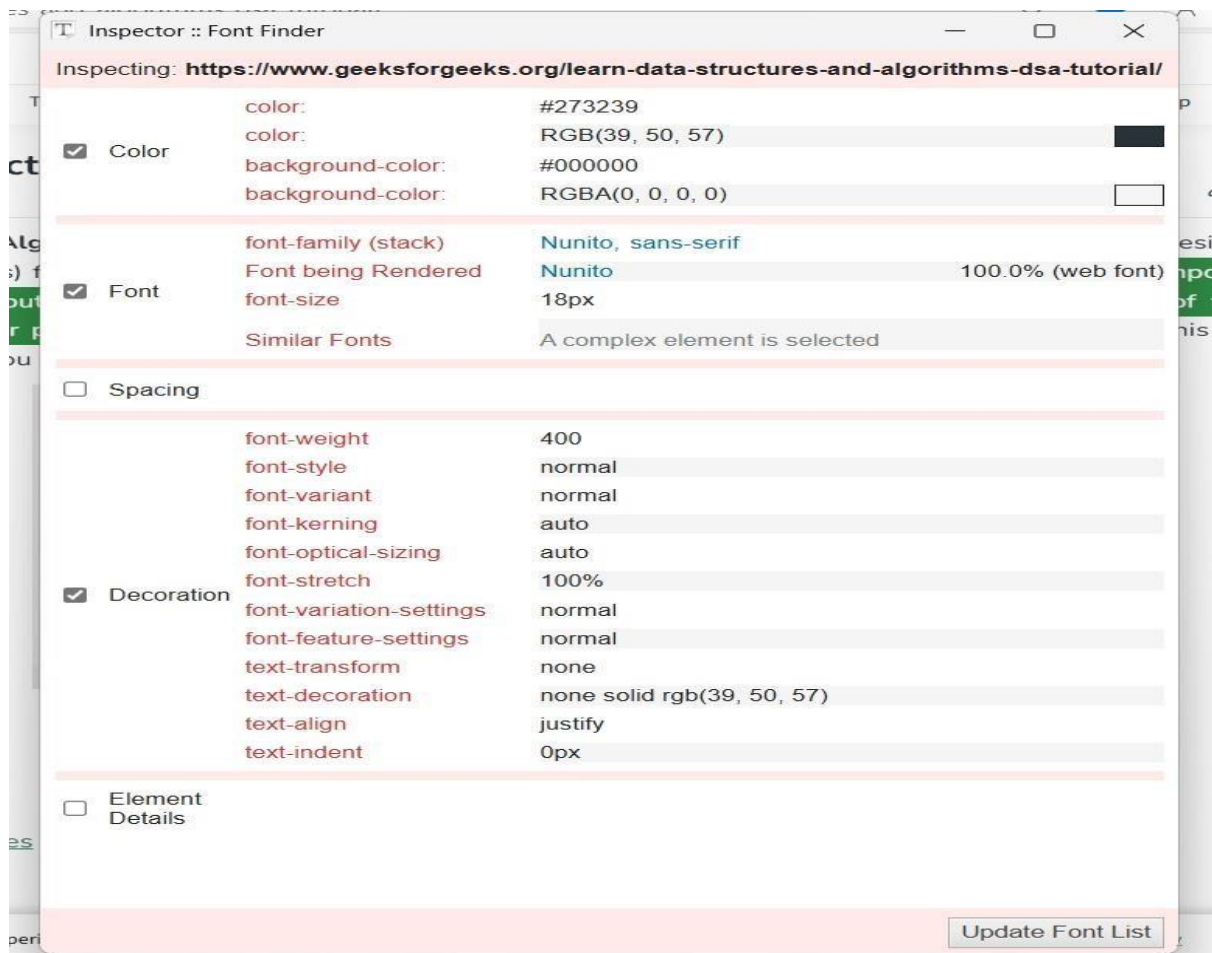 Inspector :: Font Finder
Inspecting: https://www.geeksforgeeks.org/learn-data-structures-and-algorithms-dsa-tutorial/
Color
color: #273239
color: RGB(39, 50, 57)
background-color: #000000
background-color: RGBA(0, 0, 0, 0)
Font
font-family (stack) Nunito, sans-serif
Font being Rendered Nunito 100.0% (web font)
font-size 18px
Similar Fonts A complex element is selected
Spacing
Decoration
font-weight 400
font-style normal
font-variant normal
font-kerning auto
font-optical-sizing auto
font-stretch 100%
font-variation-settings normal
font-feature-settings normal
text-transform none
text-decoration none solid rgb(39, 50, 57)
text-align justify
text-indent 0px
Element
Details
Update Font List